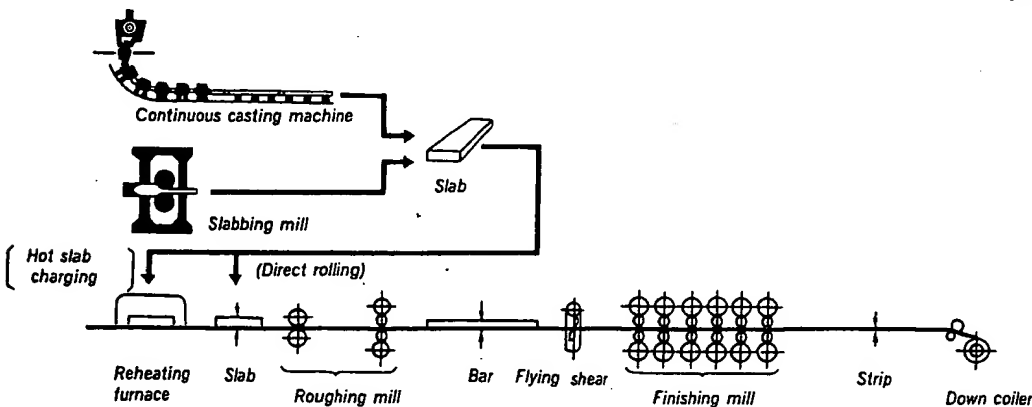 Continuous casting machine
Slab
Slabbing mill
Hot slab
charging
(Direct rolling)
Reheating
furnace
Slab
Roughing mill
Bar
Flying shear
Finishing mill
Strip
Down coiler